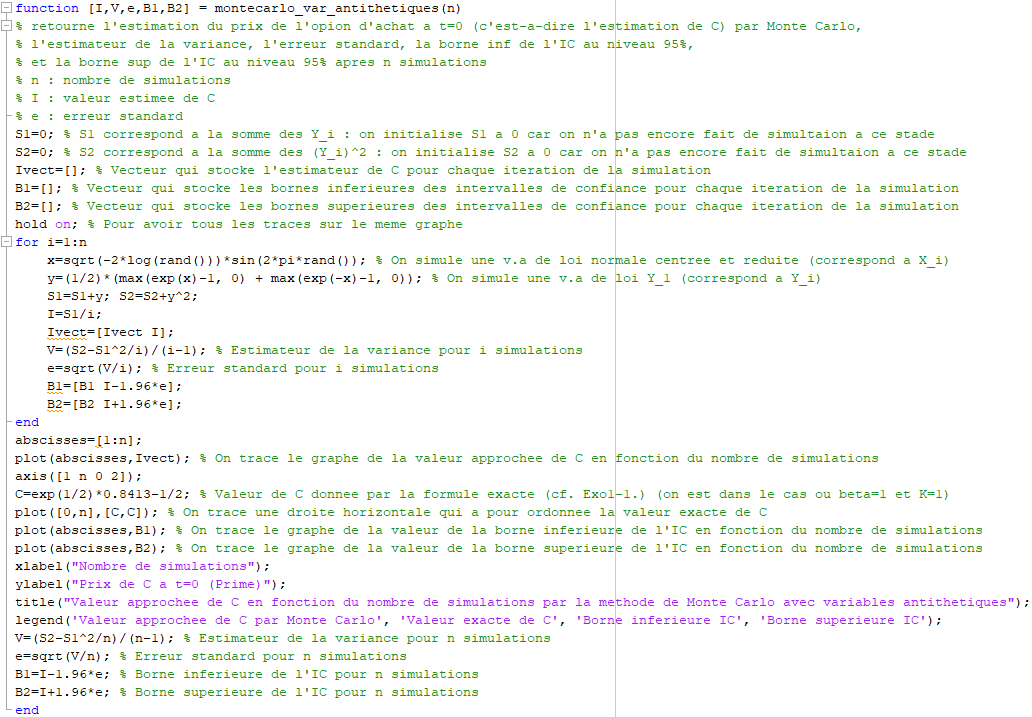 function [I,V,e,B1,B2] = montecarlo_var_antithetiques(n)
% retourne l'estimation du prix de l'opion d'achat a t=0 (c'est-a-dire l'estimation de C) par Monte Carlo,
% l'estimateur de la variance, l'erreur standard, la borne inf de l'IC au niveau 95%,
% et la borne sup de l'IC au niveau 95% apres n simulations
% n : nombre de simulations
% I : valeur estimee de C
% e : erreur standard
S1=0; % S1 correspond a la somme des Y_i : on initialise S1 a 0 car on n'a pas encore fait de simultaion a ce stade
S2=0; % S2 correspond a la somme des (Y_i)^2 : on initialise S2 a 0 car on n'a pas encore fait de simultaion a ce stade
Ivect=[]; % Vecteur qui stocke l'estimateur de C pour chaque iteration de la simulation
B1=[]; % Vecteur qui stocke les bornes inferieures des intervalles de confiance pour chaque iteration de la simulation
B2=[]; % Vecteur qui stocke les bornes superieures des intervalles de confiance pour chaque iteration de la simulation
hold on; % Pour avoir tous les traces sur le meme graphe
for i=1:n
x=sqrt(-2*log(rand()))*sin(2*pi*rand()); % On simule une v.a de loi normale centree et reduite (correspond a X_i)
y=(1/2)*(max(exp(x)-1, 0) + max(exp(-x)-1, 0)); % On simule une v.a de loi Y_1 (correspond a Y_i)
S1=S1+y; S2=S2+y^2;
I=S1/i;
Ivect=[Ivect I];
V=(S2-S1^2/i)/(i-1); % Estimateur de la variance pour i simulations
e=sqrt(V/i); % Erreur standard pour i simulations
B1=[B1 I-1.96*e];
B2=[B2 I+1.96*e];
end
abscisses=[1:n];
plot(abscisses,Ivect); % On trace le graphe de la valeur approchee de C en fonction du nombre de simulations
axis([1 n 0 2]);
C=exp(1/2)*0.8413-1/2; % Valeur de C donnee par la formule exacte (cf. Exo1-1.) (on est dans le cas ou beta=1 et K=1)
plot([0,n],[C,C]); % On trace une droite horizontale qui a pour ordonnee la valeur exacte de C
plot(abscisses,B1); % On trace le graphe de la valeur de la borne inferieure de l'IC en fonction du nombre de simulations
plot(abscisses,B2); % On trace le graphe de la valeur de la borne superieure de l'IC en fonction du nombre de simulations
xlabel("Nombre de simulations");
ylabel("Prix de C a t=0 (Prime)");
title("Valeur approchee de C en fonction du nombre de simulations par la methode de Monte Carlo avec variables antithetiques");
legend('Valeur approchee de C par Monte Carlo', 'Valeur exacte de C', 'Borne inferieure IC', 'Borne superieure IC');
V=(S2-S1^2/n)/(n-1); % Estimateur de la variance pour n simulations
e=sqrt(V/n); % Erreur standard pour n simulations
B1=I-1.96*e; % Borne inferieure de l'IC pour n simulations
B2=I+1.96*e; % Borne superieure de l'IC pour n simulations
end